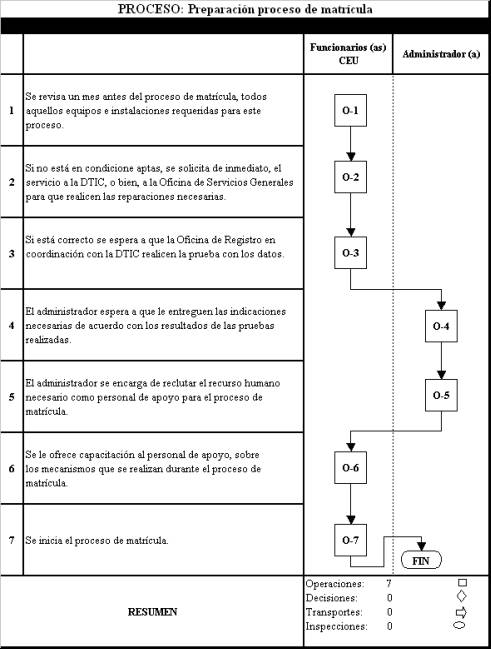 PROCESO: Preparación proceso de matrícula
Funcionarios (as)
CEU
Administrador (a)
1
Se revisa un mes antes del proceso de matrícula, todos
aquellos equipos e instalaciones requeridas para este
proceso.
O-1
2
Si no está en condicione aptas, se solicita de inmediato, el
servicio a la DTIC, o bien, a la Oficina de Servicios Generales
para que realicen las reparaciones necesarias.
O-2
3
Si está correcto se espera a que la Oficina de Registro en
coordinación con la DTIC realicen la prueba con los datos.
O-3
4
El administrador espera a que le entreguen las indicaciones
necesarias de acuerdo con los resultados de las pruebas
realizadas.
O-4
5
El administrador se encarga de reclutar el recurso humano
necesario como personal de apoyo para el proceso de
matrícula.
O-5
6
Se le ofrece capacitación al personal de apoyo, sobre
los mecanismos que se realizan durante el proceso de
matrícula.
O-6
7
Se inicia el proceso de matrícula.
O-7
FIN
RESUMEN
Operaciones: 7
Decisiones: 0
Transportes: 0
Inspecciones: 0